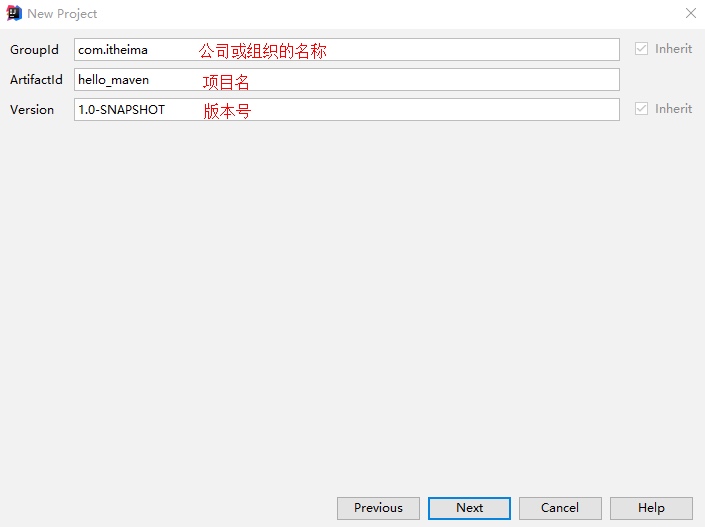 New Project
GroupId com.itheima 公司或组织的名称 Inherit
ArtifactId hello_maven 项目名
Version 1.0-SNAPSHOT 版本号 Inherit
Previous Next Cancel Help